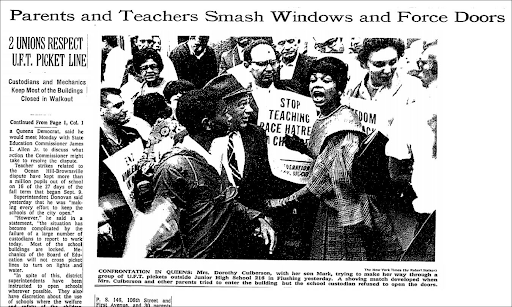 Parents and Teachers Smash Windows and Force Doors
2 UNIONS RESPECT
U.F.T. PICKET LINE
Custodians and Mechanics
Keep Most of the Buildings
Closed in Walkout
Continued From Page 1, Col. 1
a Queens Democrat, said he
would meet Monday with State
Education Commissioner James
E. Allen Jr. to discuss what
action the Commissioner might
take to resolve the dispute.
Teacher strikes related to
the Ocean Hill-Brownsville
dispute have kept more than
a million pupils out of school
on 16 of the 27 days of the
fall term that began Sept. 9.
Superintendent Donovan said
yesterday that he was "mak-
ing every effort to keep the
schools of the city open."
"However," he said in a
statement, "the situation has
become complicated by the
failure of a large number
of custodians to report to work
today. Most of the school
buildings are locked. Me-
chanics of the Board of Edu-
cation will not cross picket
lines to turn on lights and
water.
"In spite of this, district
superintendents have been
instructed to open schools
wherever possible. They also
have discretion about the use
of schools where the welfare
STOP
TEACHING
RACE HATRE
The New York Times
CONFRONTATION IN QUEENS: Mrs. Dorothy Culberson, with her son Mark, trying to make her way through a
group of U.F.T. pickets outside Junior High School 216 in Flushing yesterday. A shoving match developed when
Mrs. Culberson and other parents tried to enter the building but the school custodian refused to open the doors.
P. S. 146, 106th Street and
First Avenue, and 30 parents